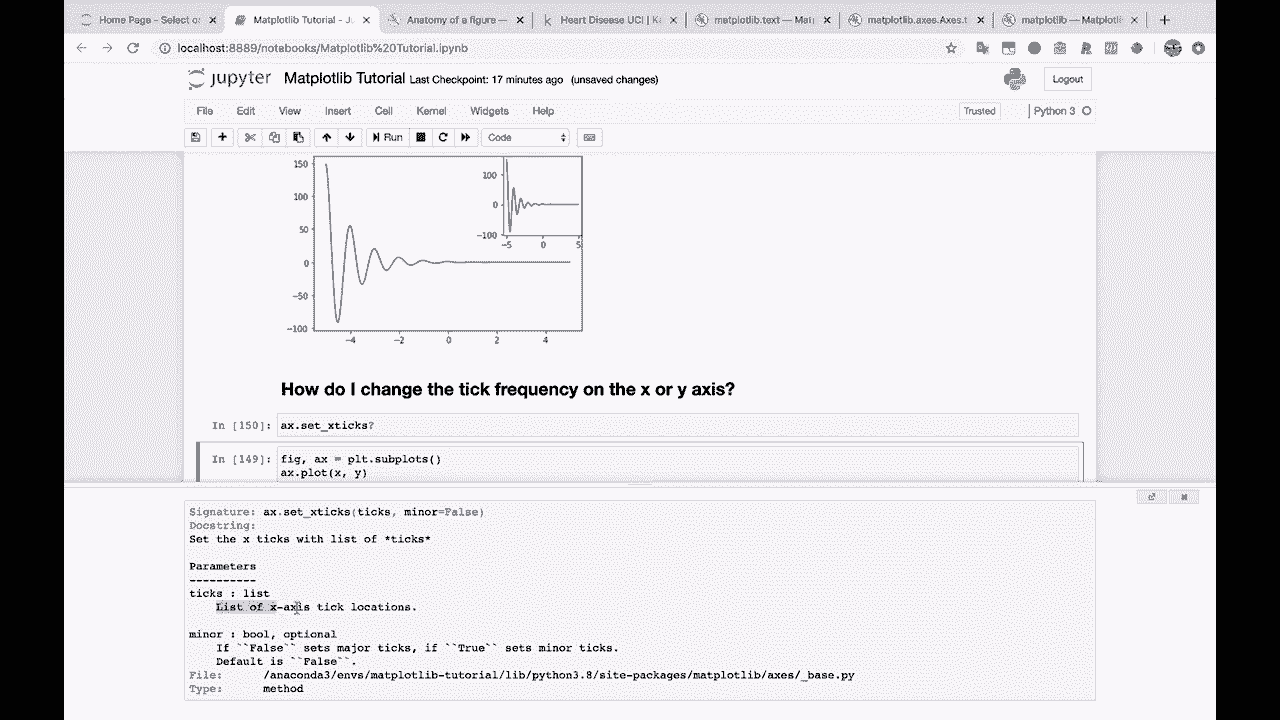 Home Page - Select o
Matplotlib Tutorial - Ju
Anatomy of a figure —
Heart Disease UCI | Ka
matplotlib.text — Mat
matplotlib.axes.Axes.t
matplotlib — Matplotli
localhost:8889/notebooks/Matplotlib%20Tutorial.ipynb
jupyter Matplotlib Tutorial Last Checkpoint: 17 minutes ago (unsaved changes)
Logout
File Edit View Insert Cell Kernel Widgets Help
Trusted
Python 3
Run
Code
150
100
50
0
−50
−100
−4 −2 0 2 4
100
0
−100
−5 0 5
How do I change the tick frequency on the x or y axis?
In [150]: ax.set_xticks?
In [149]: fig, ax = plt.subplots()
ax.plot(x, y)
Signature: ax.set_xticks(ticks, minor=False)
Docstring:
Set the x ticks with list of *ticks*
Parameters
----------
ticks : list
List of x-axis tick locations.
minor : bool, optional
If ``False`` sets major ticks, if ``True`` sets minor ticks.
Default is ``False``.
File: /anaconda3/envs/matplotlib-tutorial/lib/python3.8/site-packages/matplotlib/axes/_base.py
Type: method